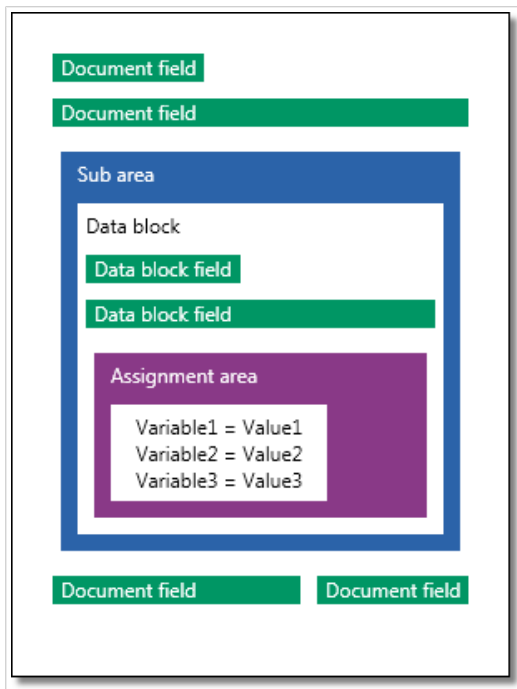 Document field
Document field
Sub area
Data block
Data block field
Data block field
Assignment area
Variable1 = Value1
Variable2 = Value2
Variable3 = Value3
Document field
Document field